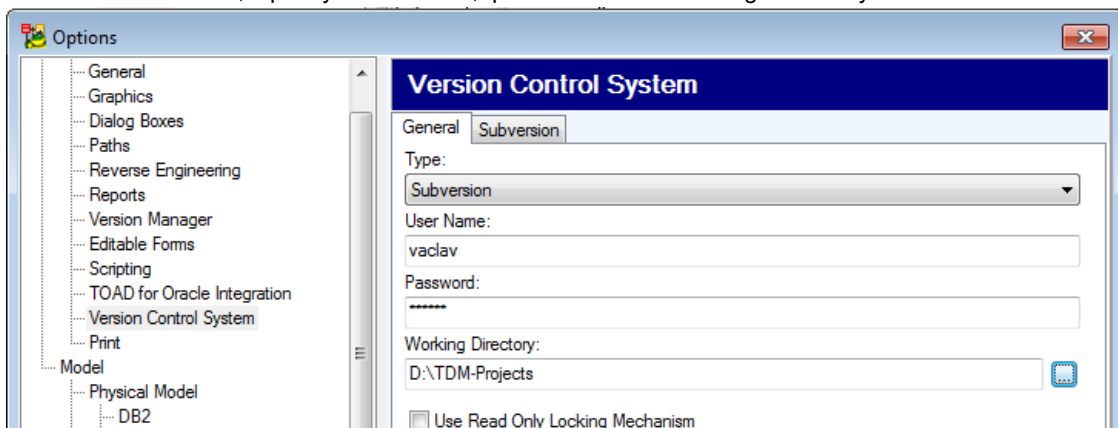 Options
General
Graphics
Dialog Boxes
Paths
Reverse Engineering
Reports
Version Manager
Editable Forms
Scripting
TOAD for Oracle Integration
Version Control System
Print
Model
Physical Model
DB2
Version Control System
General Subversion
Type:
Subversion
User Name:
vaclav
Password:
******
Working Directory:
D:\TDM-Projects
...
Use Read Only Locking Mechanism